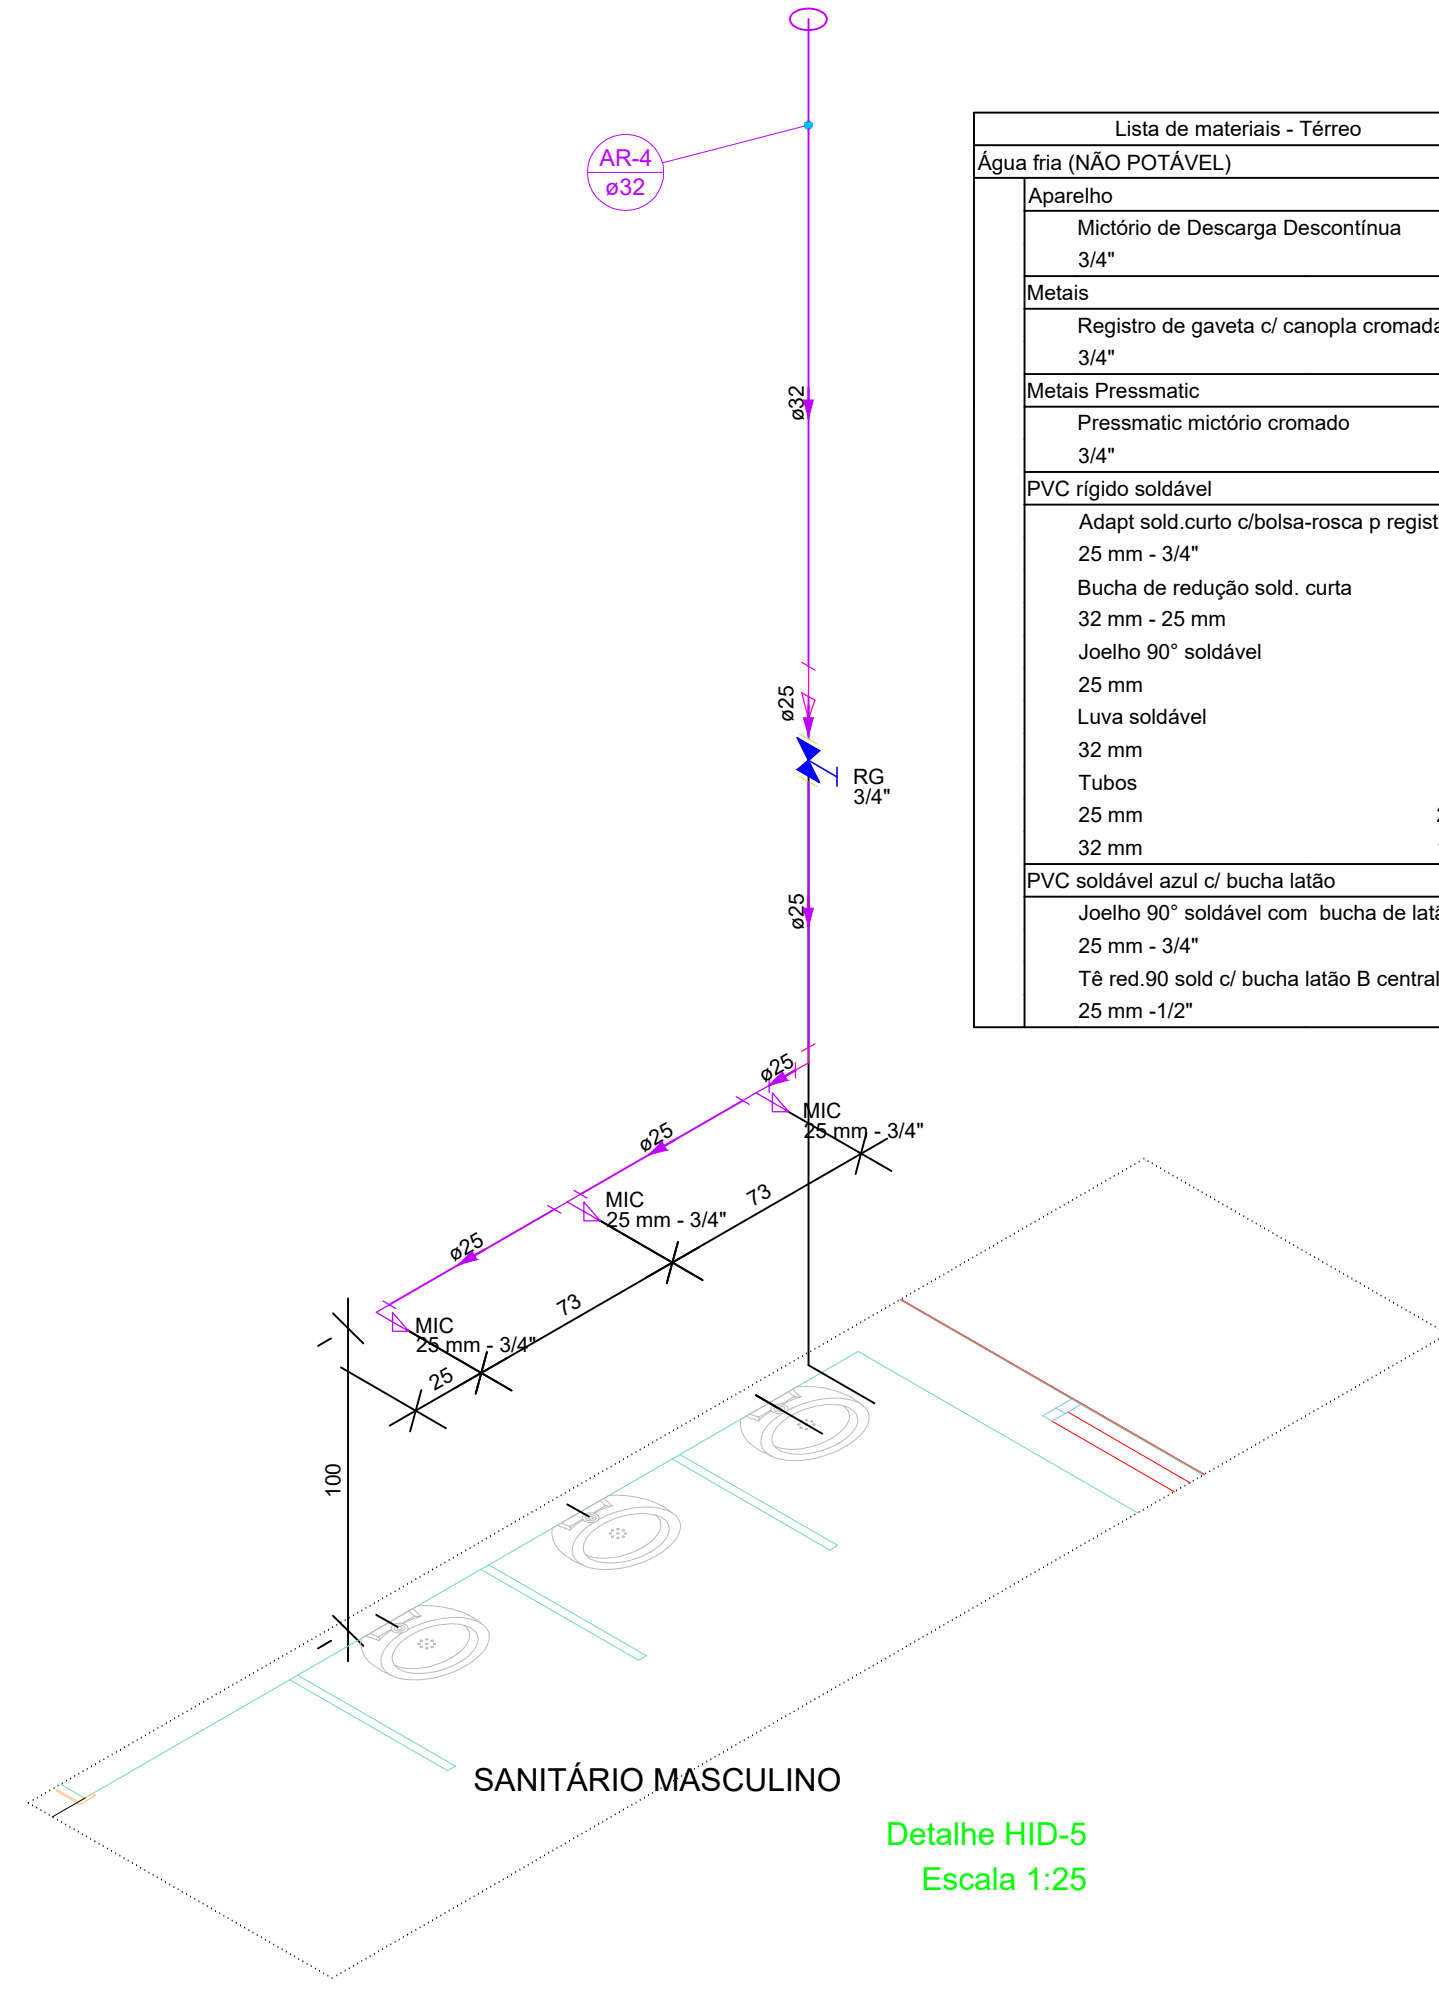 AR-4
ø32
Lista de materiais - Térreo
Água fria (NÃO POTÁVEL)
Aparelho
Mictório de Descarga Descontínua
3/4"
Metais
Registro de gaveta c/ canopla cromada
3/4"
Metais Pressmatic
Pressmatic mictório cromado
3/4"
PVC rígido soldável
Adapt sold.curto c/bolsa-rosca p regist
25 mm - 3/4"
Bucha de redução sold. curta
32 mm - 25 mm
Joelho 90° soldável
25 mm
Luva soldável
32 mm
Tubos
25 mm
32 mm
PVC soldável azul c/ bucha latão
Joelho 90° soldável com  bucha de latã
25 mm - 3/4"
Tê red.90 sold c/ bucha latão B central
25 mm -1/2"
ø32
ø25
RG
3/4"
ø25
ø25
MIC
25 mm - 3/4"
ø25
MIC
25 mm - 3/4"
73
ø25
73
MIC
25 mm - 3/4"
25
100
SANITÁRIO MASCULINO
Detalhe HID-5
Escala 1:25